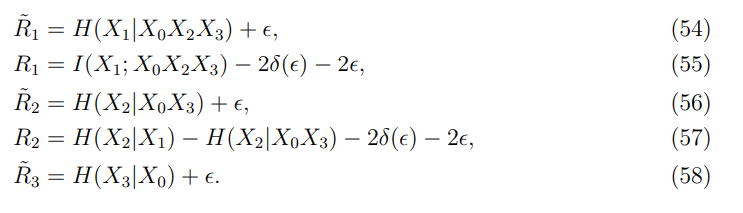 R̃₁ = H(X₁|X₀X₂X₃) + ϵ, (54)
R₁ = I(X₁; X₀X₂X₃) − 2δ(ϵ) − 2ϵ, (55)
R̃₂ = H(X₂|X₀X₃) + ϵ, (56)
R₂ = H(X₂|X₁) − H(X₂|X₀X₃) − 2δ(ϵ) − 2ϵ, (57)
R̃₃ = H(X₃|X₀) + ϵ. (58)